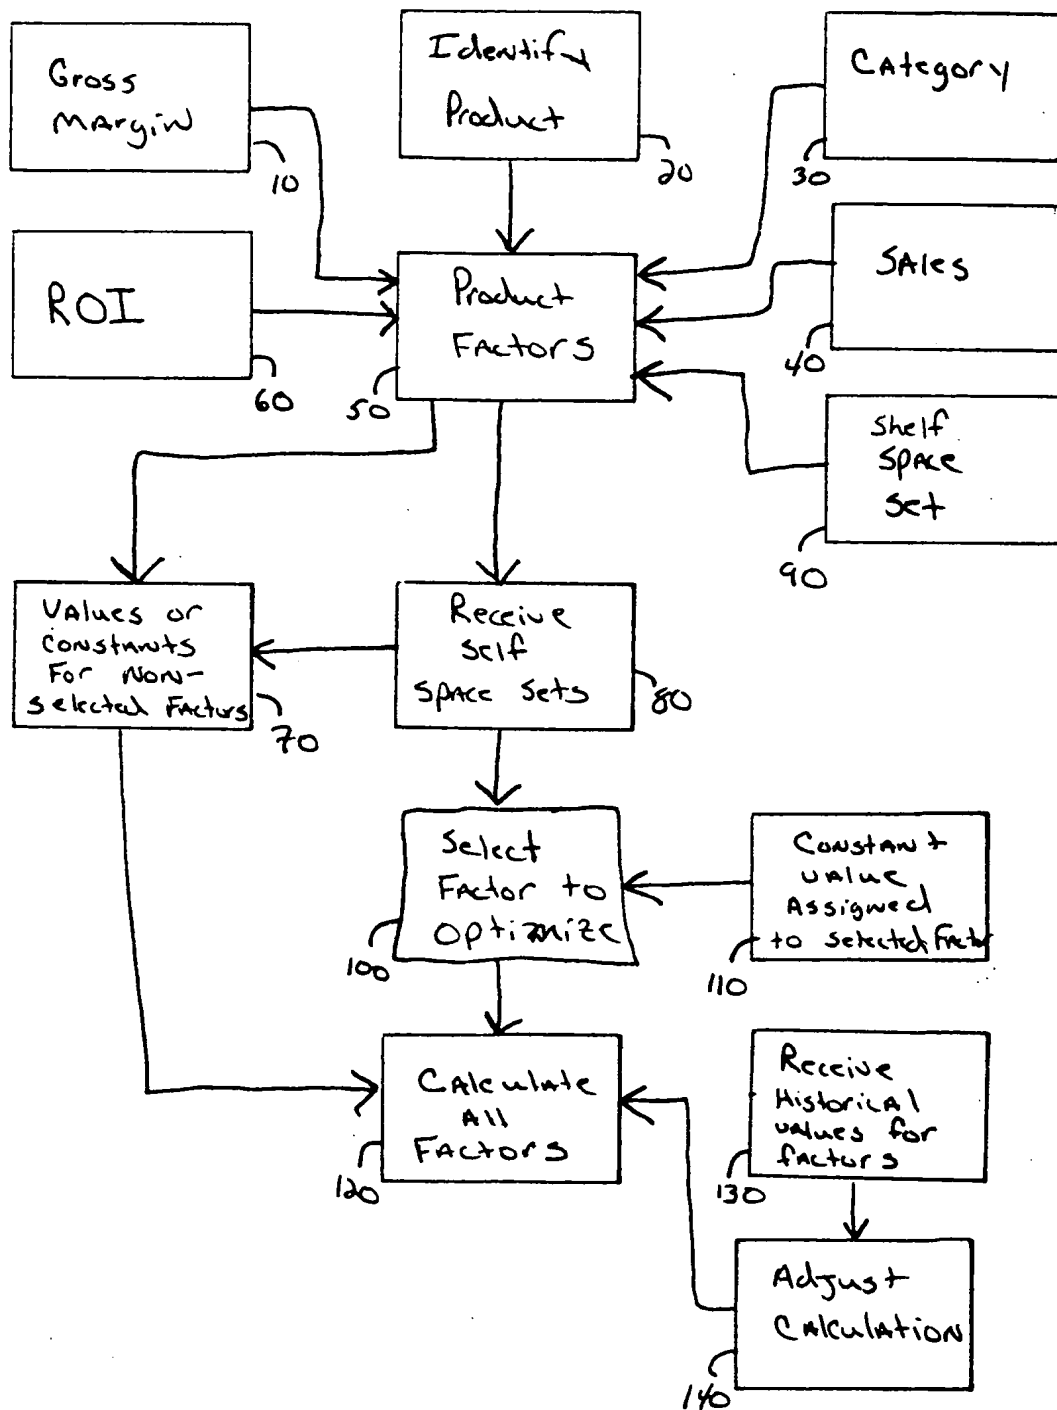 Gross
Margin
10
Identify
Product
20
Category
30
ROI
60
Product
Factors
50
Sales
40
Shelf
Space
Set
90
Values or
Constants
For Non-
selected Factors
70
Receive
Self
Space Sets
80
Select
Factor to
Optimize
100
Constant
value
Assigned
to selected Factor
110
Calculate
All
Factors
120
Receive
Historical
values for
factors
130
Adjust
Calculation
140